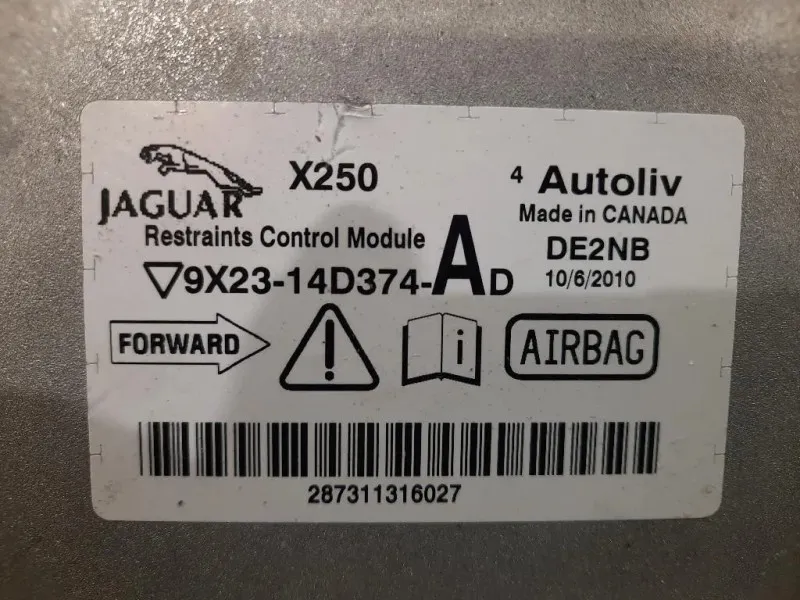 JAGUAR
X250
4 Autoliv
Made in CANADA
Restraints Control Module
DE2NB
9X23-14D374-AD
10/6/2010
FORWARD
i
AIRBAG
287311316027